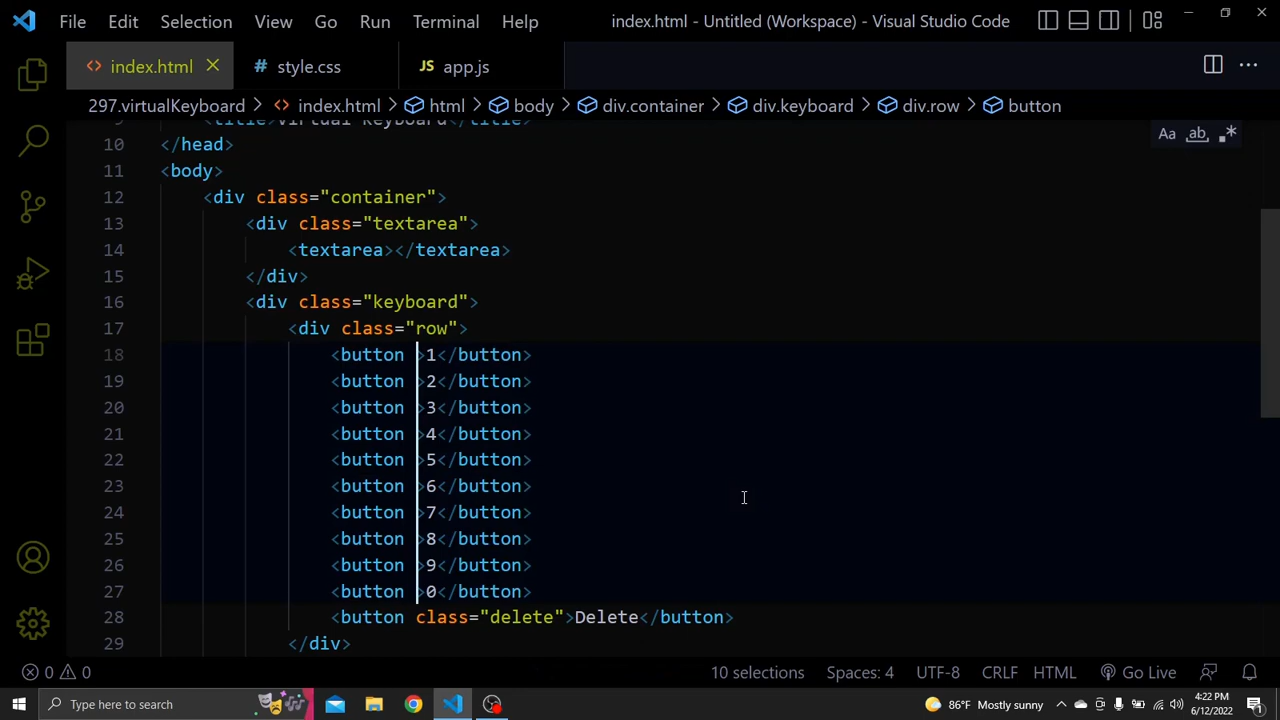 File Edit Selection View Go Run Terminal Help index.html - Untitled (Workspace) - Visual Studio Code
<> index.html # style.css JS app.js
297.virtualKeyboard > <> index.html > html > body > div.container > div.keyboard > div.row > button
9 <title>Virtual Keyboard</title>
10 </head>
Aa ab
11 <body>
12 <div class="container">
13 <div class="textarea">
14 <textarea></textarea>
15 </div>
16 <div class="keyboard">
17 <div class="row">
18 <button >1</button>
19 <button >2</button>
20 <button >3</button>
21 <button >4</button>
22 <button >5</button>
23 <button >6</button>
24 <button >7</button>
25 <button >8</button>
26 <button >9</button>
27 <button >0</button>
28 <button class="delete">Delete</button>
29 </div>
0 0 10 selections Spaces: 4 UTF-8 CRLF HTML Go Live
Type here to search 86°F Mostly sunny 4:22 PM
6/12/2022 1